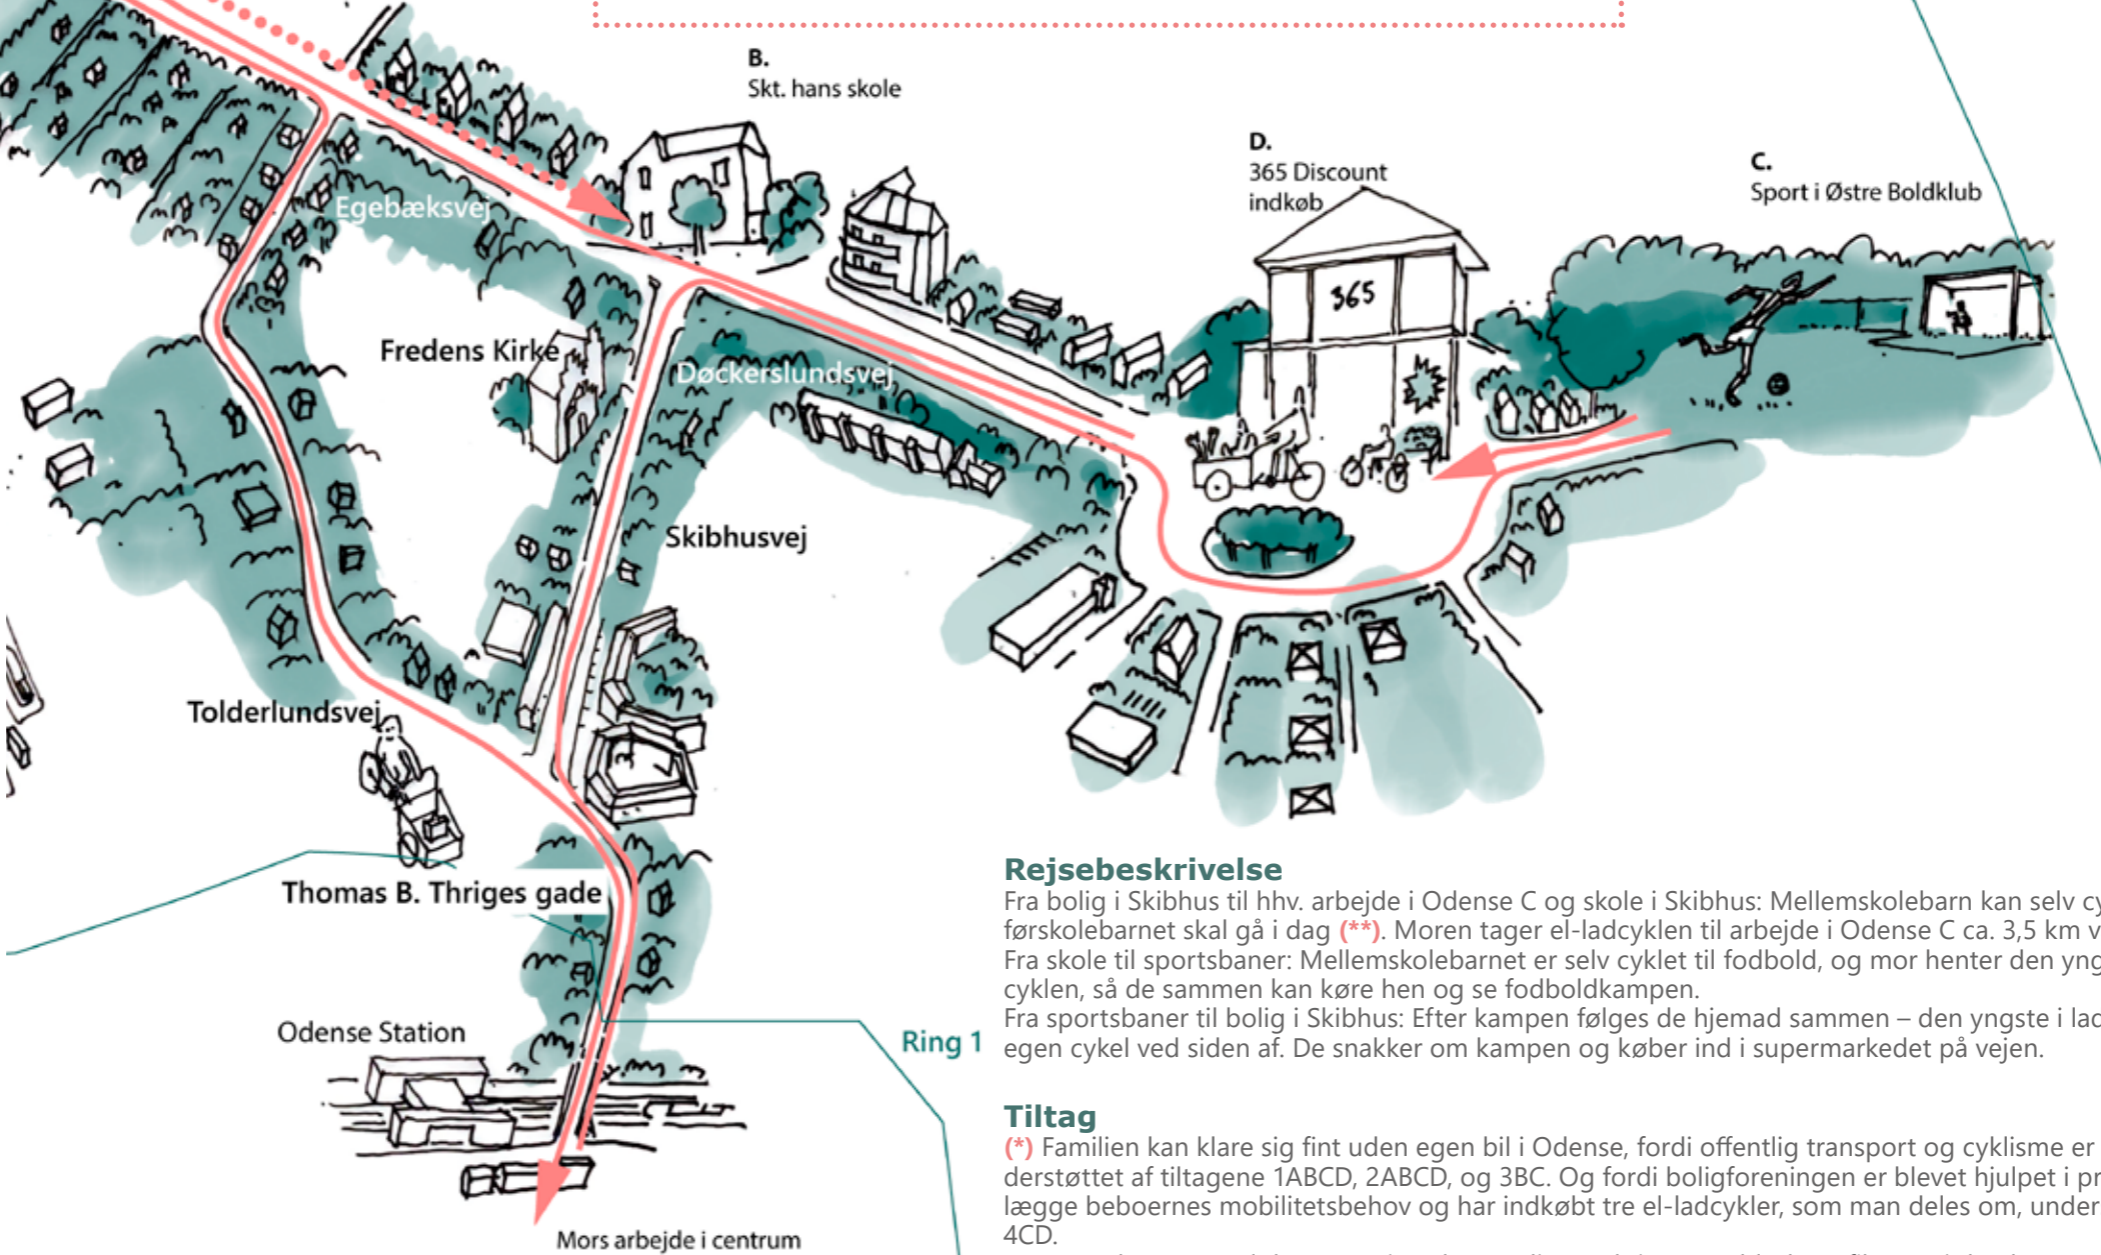 B.
Skt. hans skole
D.
365 Discount
indkøb
C.
Sport i Østre Boldklub
Egebæksvej
365
Fredens Kirke
Døckerslundsvej
Skibhusvej
Tolderlundsvej
Thomas B. Thriges gade
Odense Station
Ring 1
Mors arbejde i centrum
Rejsebeskrivelse
Fra bolig i Skibhus til hhv. arbejde i Odense C og skole i Skibhus: Mellemskolebarn kan selv cy
førskolebarnet skal gå i dag (**). Moren tager el-ladcyklen til arbejde i Odense C ca. 3,5 km v
Fra skole til sportsbaner: Mellemskolebarnet er selv cyklet til fodbold, og mor henter den yng
cyklen, så de sammen kan køre hen og se fodboldkampen.
Fra sportsbaner til bolig i Skibhus: Efter kampen følges de hjemad sammen – den yngste i lad
egen cykel ved siden af. De snakker om kampen og køber ind i supermarkedet på vejen.
Tiltag
(*) Familien kan klare sig fint uden egen bil i Odense, fordi offentlig transport og cyklisme er
derstøttet af tiltagene 1ABCD, 2ABCD, og 3BC. Og fordi boligforeningen er blevet hjulpet i pr
lægge beboernes mobilitetsbehov og har indkøbt tre el-ladcykler, som man deles om, under
4CD.